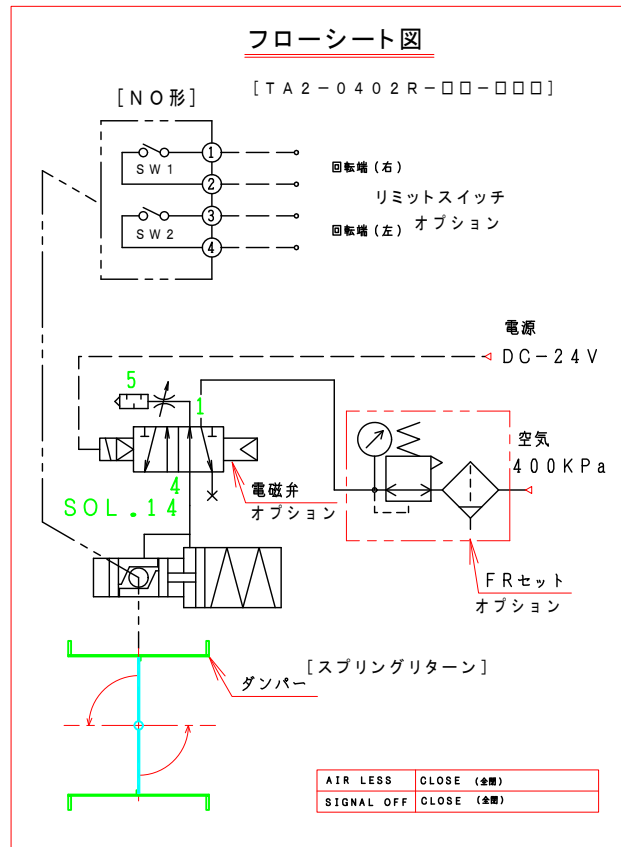 フローシート図
[TA2-0402R-□□-□□□]
[NO形]
1
SW1
2
3
SW2
4
回転端(右)
リミットスイッチ
回転端(左)
オプション
電源
DC-24V
5
1
空気
400KPa
4
SOL.14
電磁弁
オプション
FRセット
オプション
[スプリングリターン]
ダンパー
AIR LESS CLOSE (全閉)
SIGNAL OFF CLOSE (全閉)